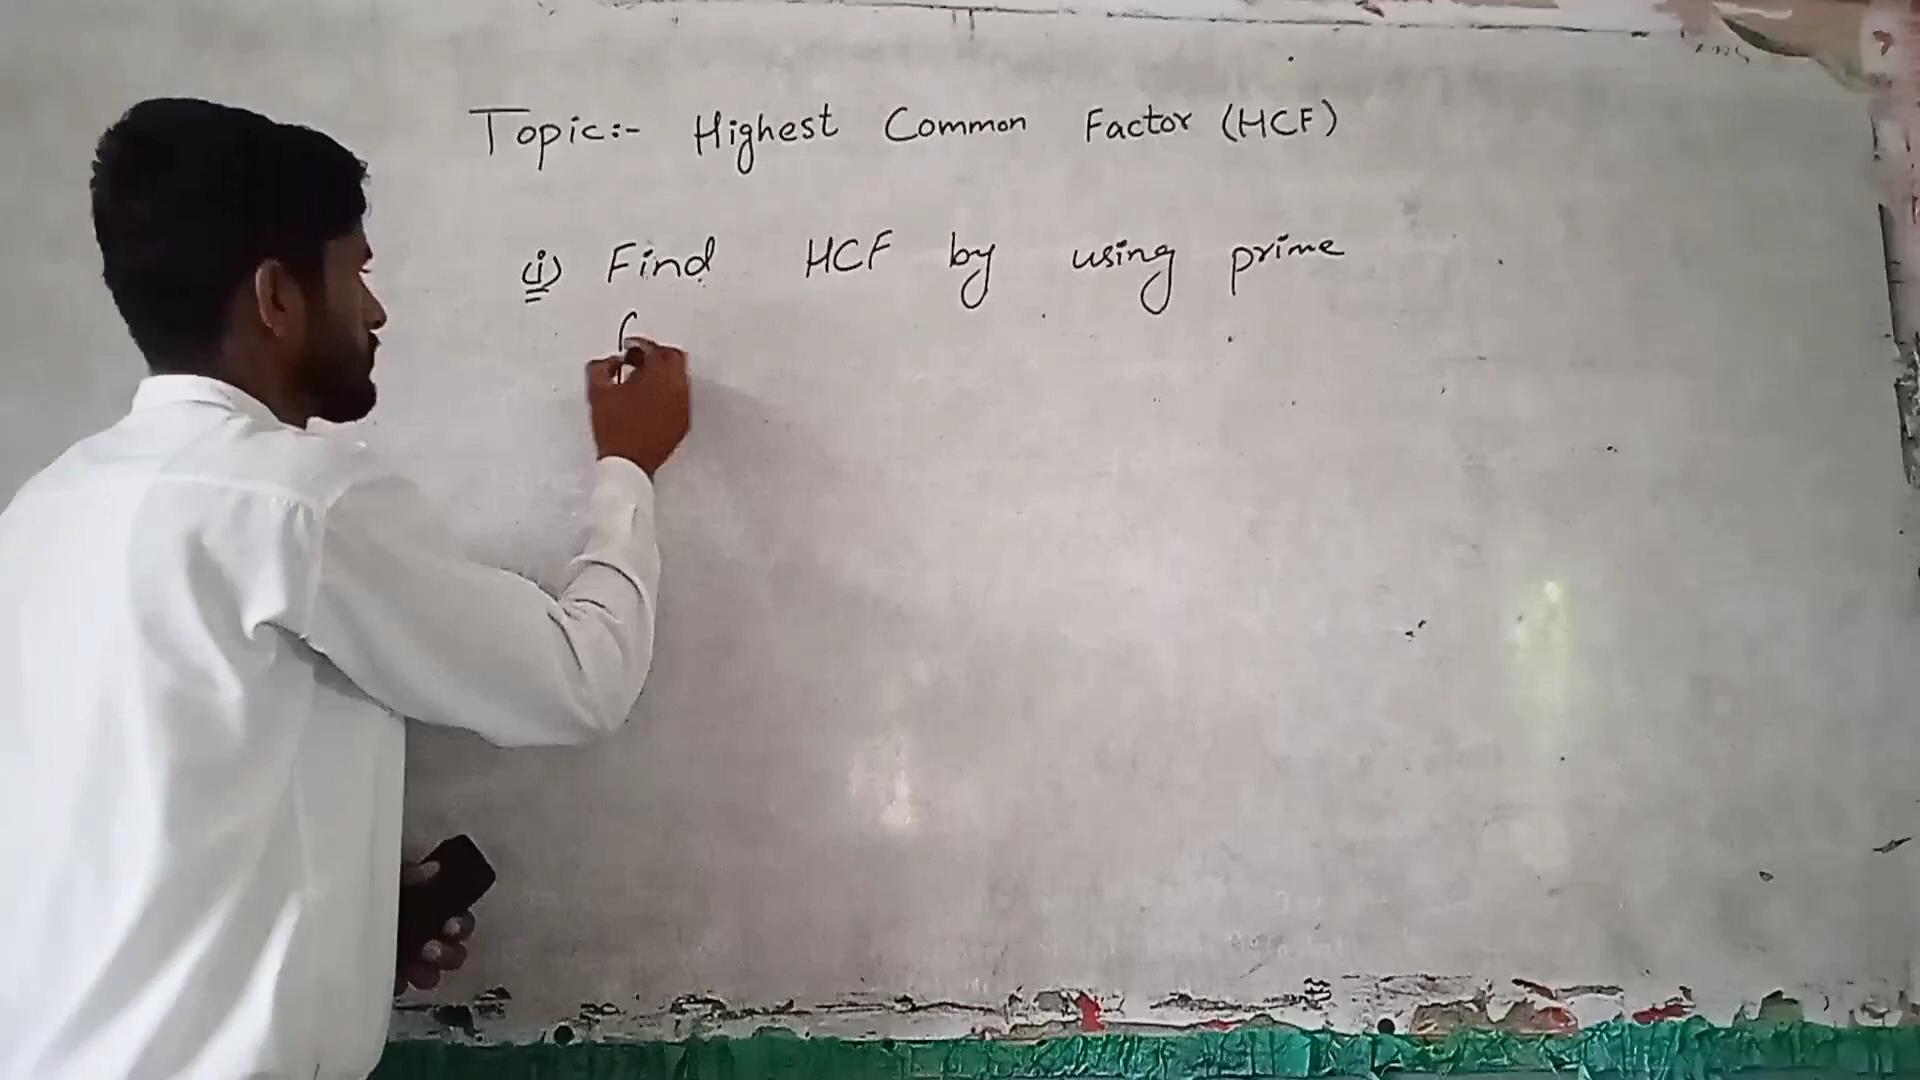 Topic:- Highest Common Factor (HCF)
(i) Find HCF by using prime
f